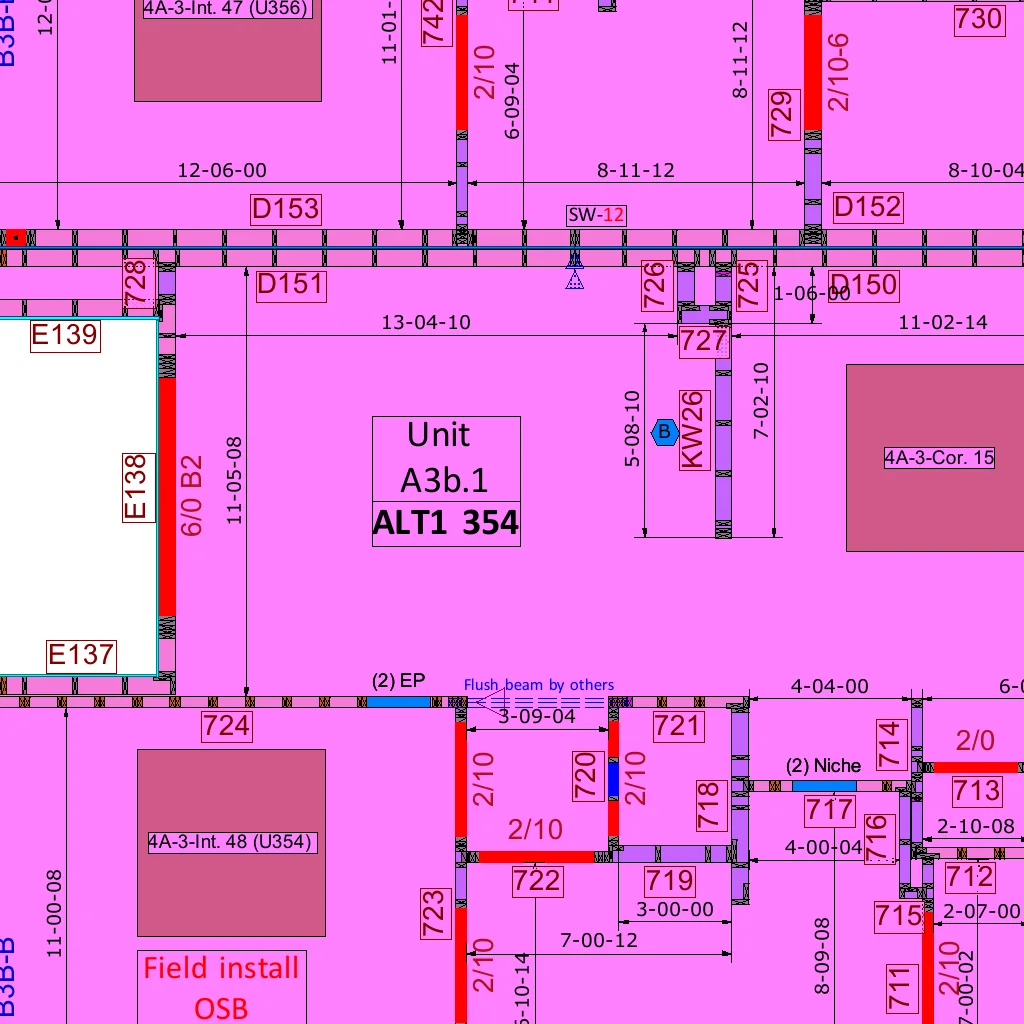 4A-3-Int. 47 (U356)
742
2/10
730
B3B-B
11-01-
6-09-04
8-11-12
729
2/10-6
12-06-00
8-11-12
8-10-04
D153
SW-12
D152
728
D151
726
725
1-06-00
D150
E139
13-04-10
727
11-02-14
5-08-10
B
KW26
7-02-10
E138
6/0 B2
11-05-08
Unit
A3b.1
ALT1 354
4A-3-Cor. 15
E137
(2) EP
Flush beam by others
4-04-00
724
3-09-04
721
714
2/0
2/10
720
2/10
718
(2) Niche
713
717
716
2-10-08
4A-3-Int. 48 (U354)
2/10
4-00-04
722
719
712
11-00-08
723
3-00-00
715
2-07-00
7-00-12
B3B-B
Field install
OSB
2/10
6-10-14
8-09-08
711
2/10
7-00-02